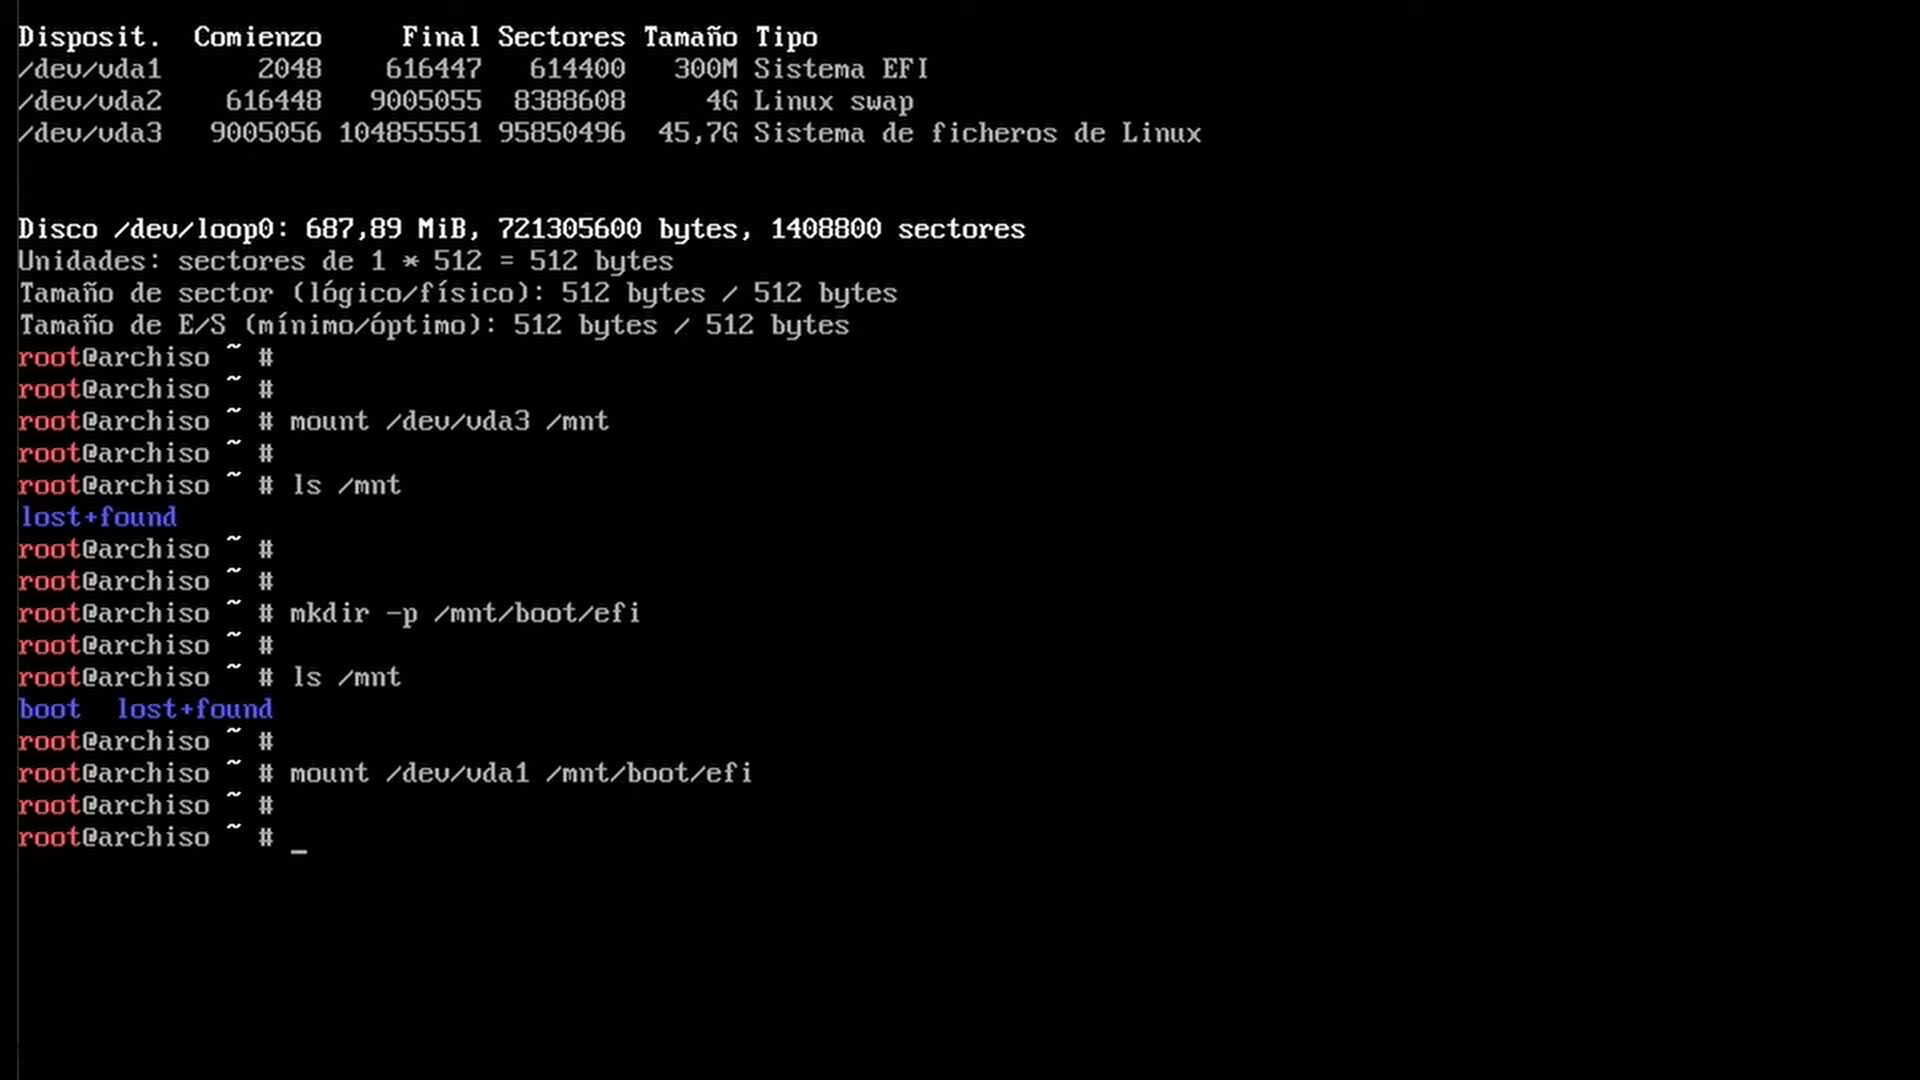 Disposit.  Comienzo     Final Sectores Tamaño Tipo
/dev/vda1      2048    616447   614400   300M Sistema EFI
/dev/vda2    616448   9005055  8388608     4G Linux swap
/dev/vda3   9005056 104855551 95850496  45,7G Sistema de ficheros de Linux
Disco /dev/loop0: 687,89 MiB, 721305600 bytes, 1408800 sectores
Unidades: sectores de 1 * 512 = 512 bytes
Tamaño de sector (lógico/físico): 512 bytes / 512 bytes
Tamaño de E/S (mínimo/óptimo): 512 bytes / 512 bytes
root@archiso ~ #
root@archiso ~ #
root@archiso ~ # mount /dev/vda3 /mnt
root@archiso ~ #
root@archiso ~ # ls /mnt
lost+found
root@archiso ~ #
root@archiso ~ #
root@archiso ~ # mkdir -p /mnt/boot/efi
root@archiso ~ #
root@archiso ~ # ls /mnt
boot  lost+found
root@archiso ~ #
root@archiso ~ # mount /dev/vda1 /mnt/boot/efi
root@archiso ~ #
root@archiso ~ # _